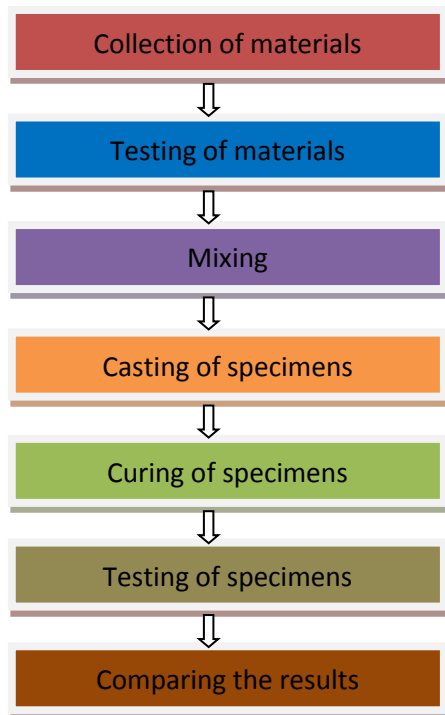 Collection of materials
Testing of materials
Mixing
Casting of specimens
Curing of specimens
Testing of specimens
Comparing the results